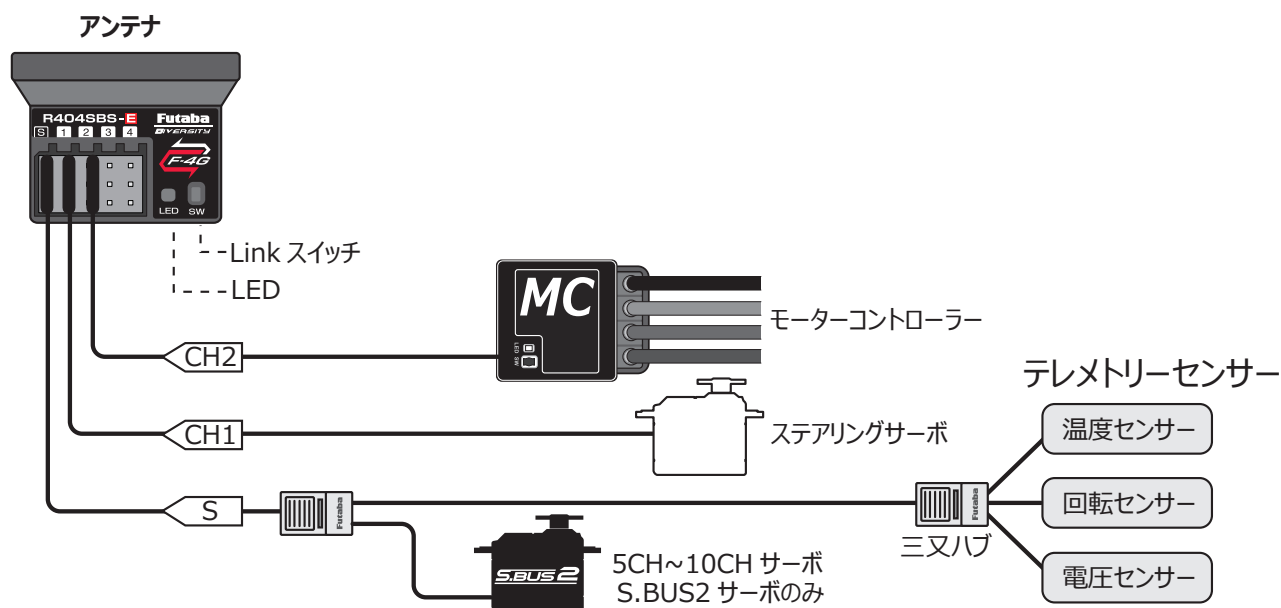 アンテナ
R404SBS-E
Futaba
DIVERSITY
S 1 2 3 4
F-4G
LED SW
Link スイッチ
LED
MC
LED SW
モーターコントローラー
CH2
テレメトリーセンサー
CH1
ステアリングサーボ
温度センサー
S
Futaba
Futaba
回転センサー
三又ハブ
S.BUS2
5CH~10CH サーボ
S.BUS2 サーボのみ
電圧センサー